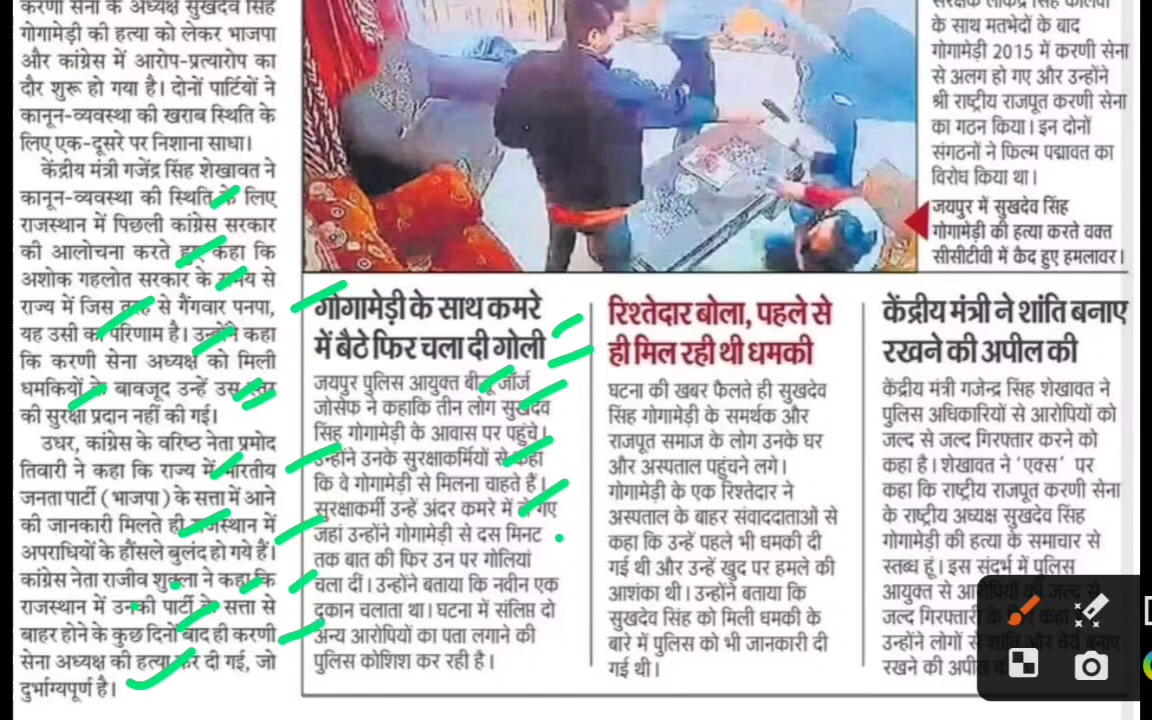 करणी सेना के अध्यक्ष सुखदेव सिंह
गोगामेड़ी की हत्या को लेकर भाजपा
और कांग्रेस में आरोप-प्रत्यारोप का
दौर शुरू हो गया है। दोनों पार्टियों ने
कानून-व्यवस्था की खराब स्थिति के
लिए एक-दूसरे पर निशाना साधा।
केंद्रीय मंत्री गजेंद्र सिंह शेखावत ने
कानून-व्यवस्था की स्थिति के लिए
राजस्थान में पिछली कांग्रेस सरकार
की आलोचना करते हुए कहा कि
अशोक गहलोत सरकार के समय से
राज्य में जिस तरह से गैंगवार पनपा,
यह उसी का परिणाम है। उन्होंने कहा
कि करणी सेना अध्यक्ष को मिली
धमकियों के बावजूद उन्हें उस स्तर
की सुरक्षा प्रदान नहीं की गई।
उधर, कांग्रेस के वरिष्ठ नेता प्रमोद
तिवारी ने कहा कि राज्य में भारतीय
जनता पार्टी (भाजपा) के सत्ता में आने
की जानकारी मिलते ही राजस्थान में
अपराधियों के हौंसले बुलंद हो गये हैं।
कांग्रेस नेता राजीव शुक्ला ने कहा कि
राजस्थान में उनकी पार्टी के सत्ता से
बाहर होने के कुछ दिनों बाद ही करणी
सेना अध्यक्ष की हत्या कर दी गई, जो
दुर्भाग्यपूर्ण है।
के साथ मतभेदों के बाद
गोगामेड़ी 2015 में करणी सेना
से अलग हो गए और उन्होंने
श्री राष्ट्रीय राजपूत करणी सेना
का गठन किया। इन दोनों
संगठनों ने फिल्म पद्मावत का
विरोध किया था।
जयपुर में सुखदेव सिंह
गोगामेड़ी की हत्या करते वक्त
सीसीटीवी में कैद हुए हमलावर।
गोगामेड़ी के साथ कमरे
में बैठे फिर चला दी गोली
जयपुर पुलिस आयुक्त बीजू जॉर्ज
जोसेफ ने कहाकि तीन लोग सुखदेव
सिंह गोगामेड़ी के आवास पर पहुंचे।
उन्होंने उनके सुरक्षाकर्मियों से कहा
कि वे गोगामेड़ी से मिलना चाहते हैं।
सुरक्षकर्मी उन्हें अंदर कमरे में ले गए
जहां उन्होंने गोगामेड़ी से दस मिनट
तक बात की फिर उन पर गोलियां
चला दीं। उन्होंने बताया कि नवीन एक
दुकान चलाता था। घटना में संलिप्त दो
अन्य आरोपियों का पता लगाने की
पुलिस कोशिश कर रही है।
रिश्तेदार बोला, पहले से
ही मिल रही थी धमकी
घटना की खबर फैलते ही सुखदेव
सिंह गोगामेड़ी के समर्थक और
राजपूत समाज के लोग उनके घर
और अस्पताल पहुंचने लगे।
गोगामेड़ी के एक रिश्तेदार ने
अस्पताल के बाहर संवाददाताओं से
कहा कि उन्हें पहले भी धमकी दी
गई थी और उन्हें खुद पर हमले की
आशंका थी। उन्होंने बताया कि
सुखदेव सिंह को मिली धमकी के
बारे में पुलिस को भी जानकारी दी
गई थी।
केंद्रीय मंत्री ने शांति बनाए
रखने की अपील की
केंद्रीय मंत्री गजेन्द्र सिंह शेखावत ने
पुलिस अधिकारियों से आरोपियों को
जल्द से जल्द गिरफ्तार करने को
कहा है। शेखावत ने 'एक्स' पर
कहा कि राष्ट्रीय राजपूत करणी सेना
के राष्ट्रीय अध्यक्ष सुखदेव सिंह
गोगामेड़ी की हत्या के समाचार से
स्तब्ध हूं। इस संदर्भ में पुलिस
आयुक्त से आरोपियों की जल्द से
जल्द गिरफ्तारी के लिए कहा
उन्होंने लोगों से शांति और धैर्य बनाए
रखने की अपील की